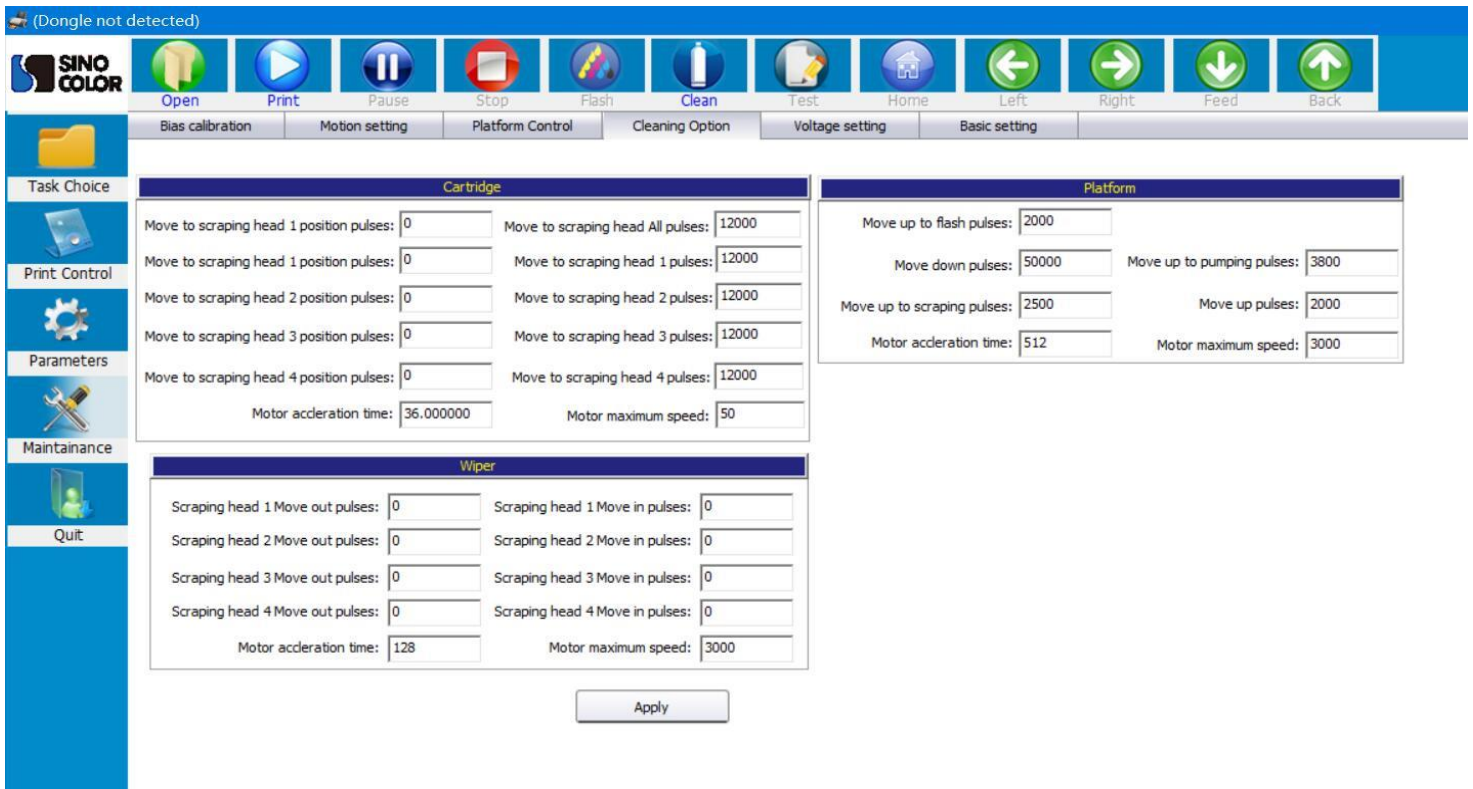 (Dongle not detected)
SINO
COLOR
Open Print Pause Stop Flash Clean Test Home Left Right Feed Back
Bias calibration Motion setting Platform Control Cleaning Option Voltage setting Basic setting
Task Choice
Print Control
Parameters
Maintainance
Quit
Cartridge
Move to scraping head 1 position pulses: 0 Move to scraping head All pulses: 12000
Move to scraping head 1 position pulses: 0 Move to scraping head 1 pulses: 12000
Move to scraping head 2 position pulses: 0 Move to scraping head 2 pulses: 12000
Move to scraping head 3 position pulses: 0 Move to scraping head 3 pulses: 12000
Move to scraping head 4 position pulses: 0 Move to scraping head 4 pulses: 12000
Motor accleration time: 36.000000 Motor maximum speed: 50
Platform
Move up to flash pulses: 2000
Move down pulses: 50000 Move up to pumping pulses: 3800
Move up to scraping pulses: 2500 Move up pulses: 2000
Motor accleration time: 512 Motor maximum speed: 3000
Wiper
Scraping head 1 Move out pulses: 0 Scraping head 1 Move in pulses: 0
Scraping head 2 Move out pulses: 0 Scraping head 2 Move in pulses: 0
Scraping head 3 Move out pulses: 0 Scraping head 3 Move in pulses: 0
Scraping head 4 Move out pulses: 0 Scraping head 4 Move in pulses: 0
Motor accleration time: 128 Motor maximum speed: 3000
Apply